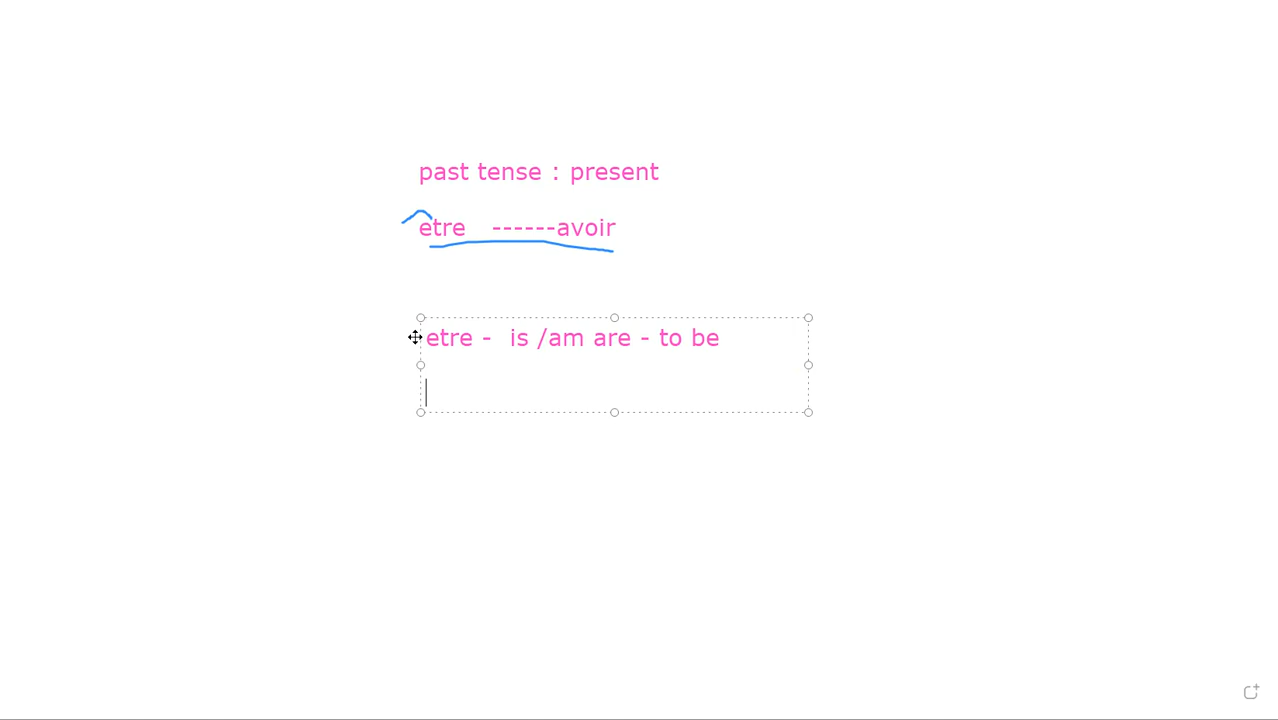 past tense : present
etre ------avoir
etre - is /am are - to be